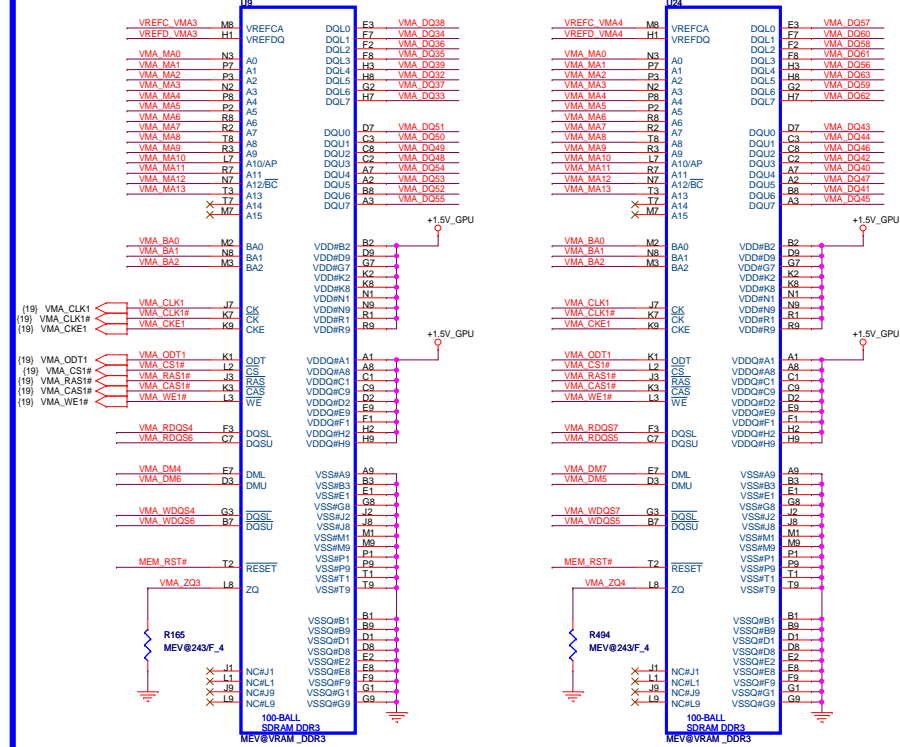 U9
VREFC_VMA3 M8 VREFCA DQL0 E3 VMA_DQ38
VREFD_VMA3 H1 VREFDQ DQL1 F7 VMA_DQ34
DQL2 F2 VMA_DQ36
VMA_MA0 N3 A0 DQL3 F8 VMA_DQ35
VMA_MA1 P7 A1 DQL4 H3 VMA_DQ39
VMA_MA2 P3 A2 DQL5 H8 VMA_DQ32
VMA_MA3 N2 A3 DQL6 G2 VMA_DQ37
VMA_MA4 P8 A4 DQL7 H7 VMA_DQ33
VMA_MA5 P2 A5
VMA_MA6 R8 A6
VMA_MA7 R2 A7 DQU0 D7 VMA_DQ51
VMA_MA8 T8 A8 DQU1 C3 VMA_DQ50
VMA_MA9 R3 A9 DQU2 C8 VMA_DQ49
VMA_MA10 L7 A10/AP DQU3 C2 VMA_DQ48
VMA_MA11 R7 A11 DQU4 A7 VMA_DQ54
VMA_MA12 N7 A12/BC DQU5 A2 VMA_DQ53
VMA_MA13 T3 A13 DQU6 B8 VMA_DQ52
T7 A14 DQU7 A3 VMA_DQ55
M7 A15
+1.5V_GPU
VMA_BA0 M2 BA0 VDD#B2 B2
VMA_BA1 N8 BA1 VDD#D9 D9
VMA_BA2 M3 BA2 VDD#G7 G7
VDD#K2 K2
VDD#K8 K8
VDD#N1 N1
{19} VMA_CLK1 VMA_CLK1 J7 CK VDD#N9 N9
{19} VMA_CLK1# VMA_CLK1# K7 CK VDD#R1 R1
{19} VMA_CKE1 VMA_CKE1 K9 CKE VDD#R9 R9
+1.5V_GPU
{19} VMA_ODT1 VMA_ODT1 K1 ODT VDDQ#A1 A1
{19} VMA_CS1# VMA_CS1# L2 CS VDDQ#A8 A8
{19} VMA_RAS1# VMA_RAS1# J3 RAS VDDQ#C1 C1
{19} VMA_CAS1# VMA_CAS1# K3 CAS VDDQ#C9 C9
{19} VMA_WE1# VMA_WE1# L3 WE VDDQ#D2 D2
VDDQ#E9 E9
VDDQ#F1 F1
VMA_RDQS4 F3 DQSL VDDQ#H2 H2
VMA_RDQS6 C7 DQSU VDDQ#H9 H9
VMA_DM4 E7 DML VSS#A9 A9
VMA_DM6 D3 DMU VSS#B3 B3
VSS#E1 E1
VSS#G8 G8
VMA_WDQS4 G3 DQSL VSS#J2 J2
VMA_WDQS6 B7 DQSU VSS#J8 J8
VSS#M1 M1
VSS#M9 M9
VSS#P1 P1
MEM_RST# T2 RESET VSS#P9 P9
VSS#T1 T1
VMA_ZQ3 L8 ZQ VSS#T9 T9
VSSQ#B1 B1
VSSQ#B9 B9
R165 VSSQ#D1 D1
MEV@243/F_4 VSSQ#D8 D8
VSSQ#E2 E2
J1 NC#J1 VSSQ#E8 E8
L1 NC#L1 VSSQ#F9 F9
J9 NC#J9 VSSQ#G1 G1
L9 NC#L9 VSSQ#G9 G9
100-BALL
SDRAM DDR3
MEV@VRAM _DDR3
U24
VREFC_VMA4 M8 VREFCA DQL0 E3 VMA_DQ57
VREFD_VMA4 H1 VREFDQ DQL1 F7 VMA_DQ60
DQL2 F2 VMA_DQ58
VMA_MA0 N3 A0 DQL3 F8 VMA_DQ61
VMA_MA1 P7 A1 DQL4 H3 VMA_DQ56
VMA_MA2 P3 A2 DQL5 H8 VMA_DQ63
VMA_MA3 N2 A3 DQL6 G2 VMA_DQ59
VMA_MA4 P8 A4 DQL7 H7 VMA_DQ62
VMA_MA5 P2 A5
VMA_MA6 R8 A6
VMA_MA7 R2 A7 DQU0 D7 VMA_DQ43
VMA_MA8 T8 A8 DQU1 C3 VMA_DQ44
VMA_MA9 R3 A9 DQU2 C8 VMA_DQ46
VMA_MA10 L7 A10/AP DQU3 C2 VMA_DQ42
VMA_MA11 R7 A11 DQU4 A7 VMA_DQ40
VMA_MA12 N7 A12/BC DQU5 A2 VMA_DQ47
VMA_MA13 T3 A13 DQU6 B8 VMA_DQ41
T7 A14 DQU7 A3 VMA_DQ45
M7 A15
+1.5V_GPU
VMA_BA0 M2 BA0 VDD#B2 B2
VMA_BA1 N8 BA1 VDD#D9 D9
VMA_BA2 M3 BA2 VDD#G7 G7
VDD#K2 K2
VDD#K8 K8
VDD#N1 N1
VMA_CLK1 J7 CK VDD#N9 N9
VMA_CLK1# K7 CK VDD#R1 R1
VMA_CKE1 K9 CKE VDD#R9 R9
+1.5V_GPU
VMA_ODT1 K1 ODT VDDQ#A1 A1
VMA_CS1# L2 CS VDDQ#A8 A8
VMA_RAS1# J3 RAS VDDQ#C1 C1
VMA_CAS1# K3 CAS VDDQ#C9 C9
VMA_WE1# L3 WE VDDQ#D2 D2
VDDQ#E9 E9
VDDQ#F1 F1
VMA_RDQS7 F3 DQSL VDDQ#H2 H2
VMA_RDQS5 C7 DQSU VDDQ#H9 H9
VMA_DM7 E7 DML VSS#A9 A9
VMA_DM5 D3 DMU VSS#B3 B3
VSS#E1 E1
VSS#G8 G8
VMA_WDQS7 G3 DQSL VSS#J2 J2
VMA_WDQS5 B7 DQSU VSS#J8 J8
VSS#M1 M1
VSS#M9 M9
VSS#P1 P1
MEM_RST# T2 RESET VSS#P9 P9
VSS#T1 T1
VMA_ZQ4 L8 ZQ VSS#T9 T9
VSSQ#B1 B1
VSSQ#B9 B9
R494 VSSQ#D1 D1
MEV@243/F_4 VSSQ#D8 D8
VSSQ#E2 E2
J1 NC#J1 VSSQ#E8 E8
L1 NC#L1 VSSQ#F9 F9
J9 NC#J9 VSSQ#G1 G1
L9 NC#L9 VSSQ#G9 G9
100-BALL
SDRAM DDR3
MEV@VRAM _DDR3